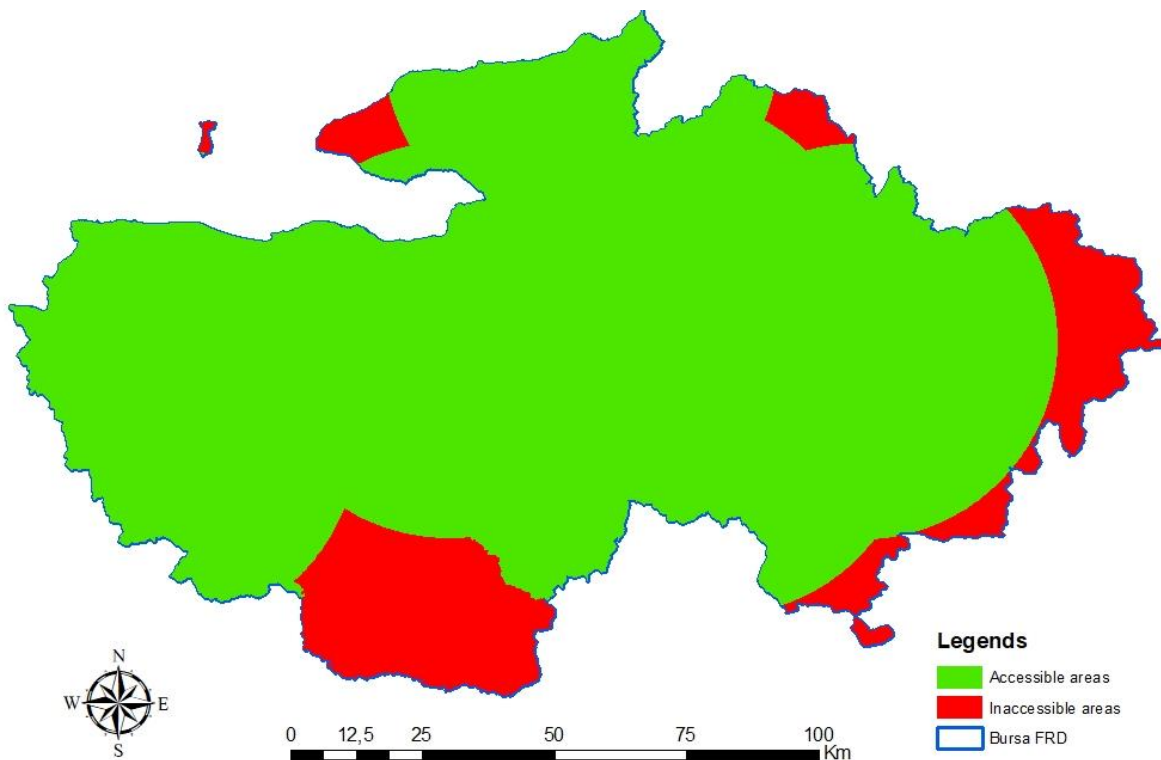 Legends
Accessible areas
Inaccessible areas
Bursa FRD
N
W E
S
0 12,5 25 50 75 100
Km